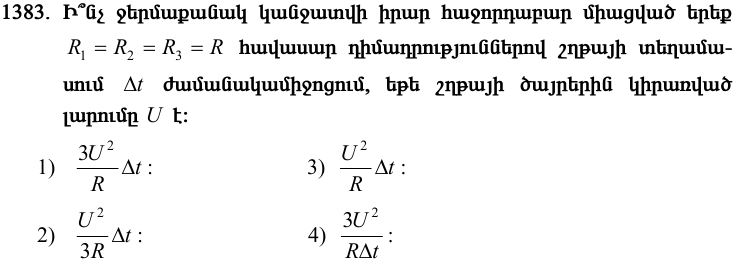 1383. Ի՞նչ ջերմաքանակ կանջատվի իրար հաջորդաբար միացված երեք
R₁ = R₂ = R₃ = R հավասար դիմադրություններով շղթայի տեղամա-
սում Δt ժամանակամիջոցում, եթե շղթայի ծայրերին կիրառված
լարումը U է:
1) 3U²/R Δt : 3) U²/R Δt :
2) U²/3R Δt : 4) 3U²/RΔt :